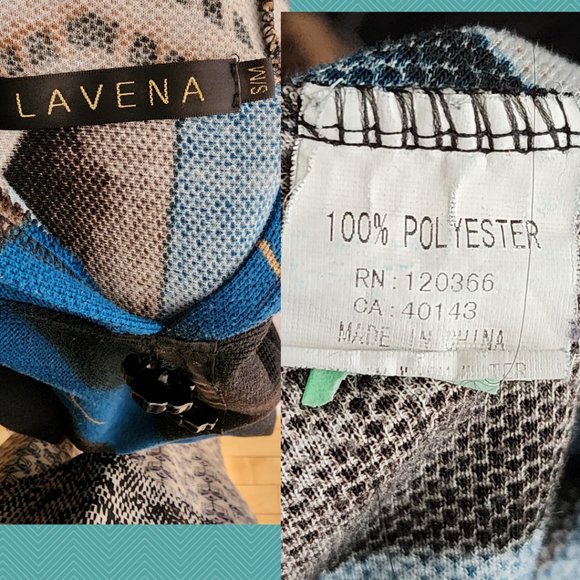 LAVENA
S/M
100% POLYESTER
RN: 120366
CA: 40143
MADE IN CHINA